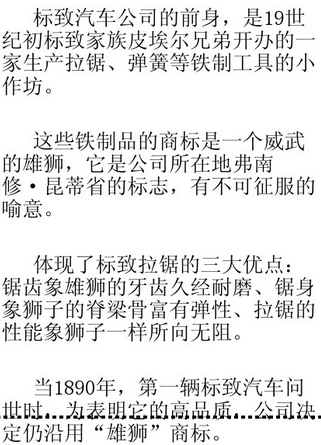 标致汽车公司的前身，是19世
纪初标致家族皮埃尔兄弟开办的一
家生产拉锯、弹簧等铁制工具的小
作坊。
这些铁制品的商标是一个威武
的雄狮，它是公司所在地弗南
修·昆蒂省的标志，有不可征服的
喻意。
体现了标致拉锯的三大优点：
锯齿象雄狮的牙齿久经耐磨、锯身
象狮子的脊梁骨富有弹性、拉锯的
性能象狮子一样所向无阻。
当1890年，第一辆标致汽车问
世时，为表明它的高品质，公司决
定仍沿用“雄狮”商标。